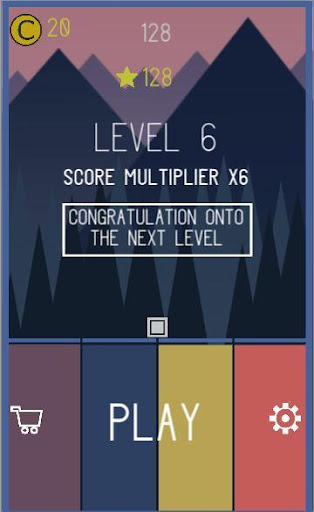 C 20
128
128
LEVEL 6
SCORE MULTIPLIER X6
CONGRATULATION ONTO
THE NEXT LEVEL
PLAY